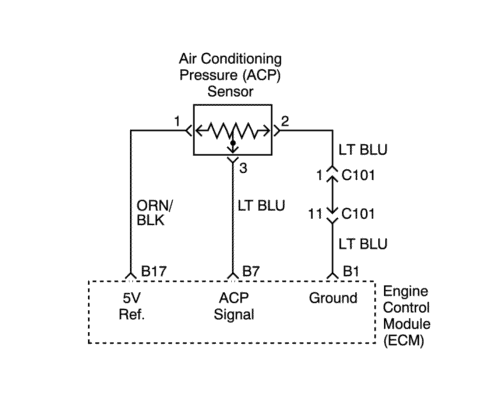 Air Conditioning
Pressure (ACP)
Sensor
1
2
3
LT BLU
1 C101
ORN/
BLK
LT BLU
11 C101
LT BLU
B17
B7
B1
5V
Ref.
ACP
Signal
Ground
Engine
Control
Module
(ECM)